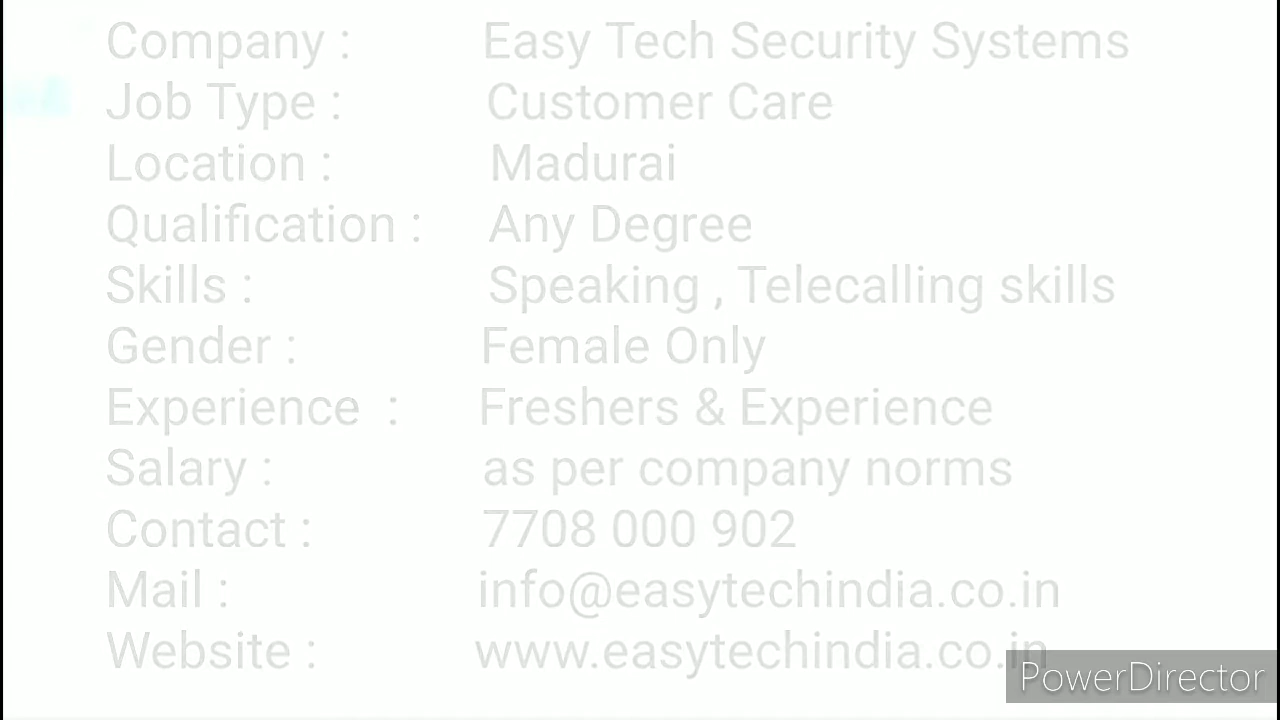 Company : Easy Tech Security Systems
Job Type : Customer Care
Location : Madurai
Qualification : Any Degree
Skills : Speaking , Telecalling skills
Gender : Female Only
Experience : Freshers & Experience
Salary : as per company norms
Contact : 7708 000 902
Mail : info@easytechindia.co.in
Website : www.easytechindia.co.in
PowerDirector